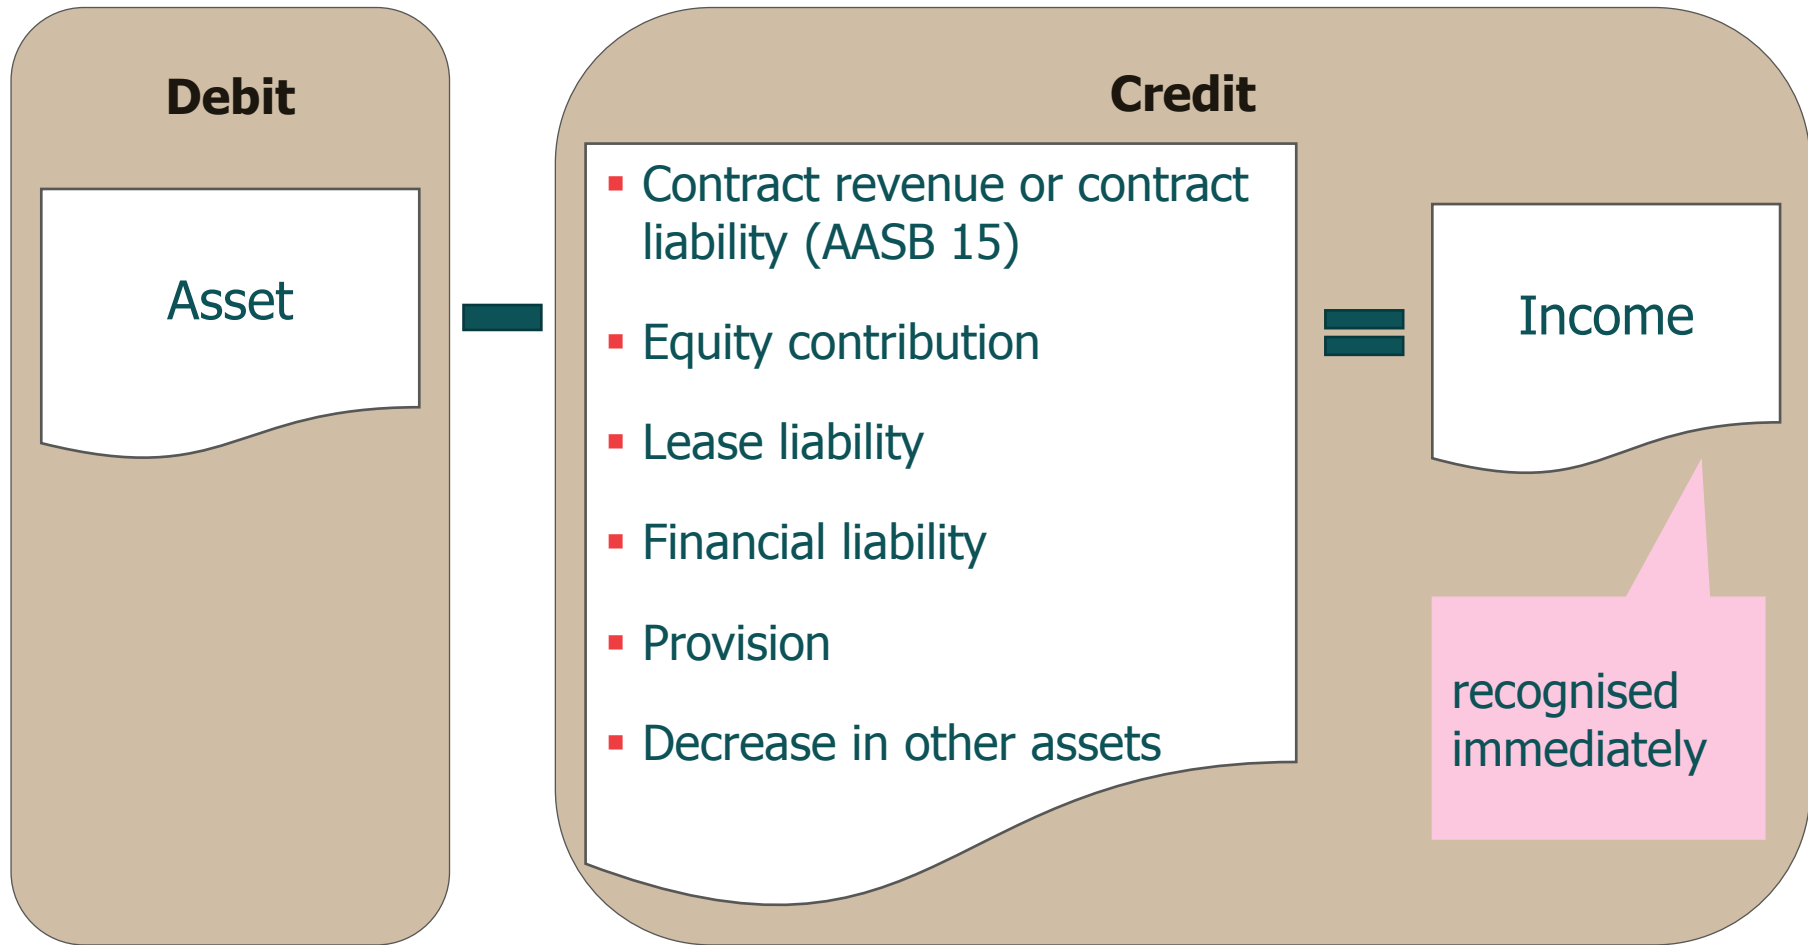 Debit
Asset
Credit
▪ Contract revenue or contract
liability (AASB 15)
▪ Equity contribution
▪ Lease liability
▪ Financial liability
▪ Provision
▪ Decrease in other assets
Income
recognised
immediately